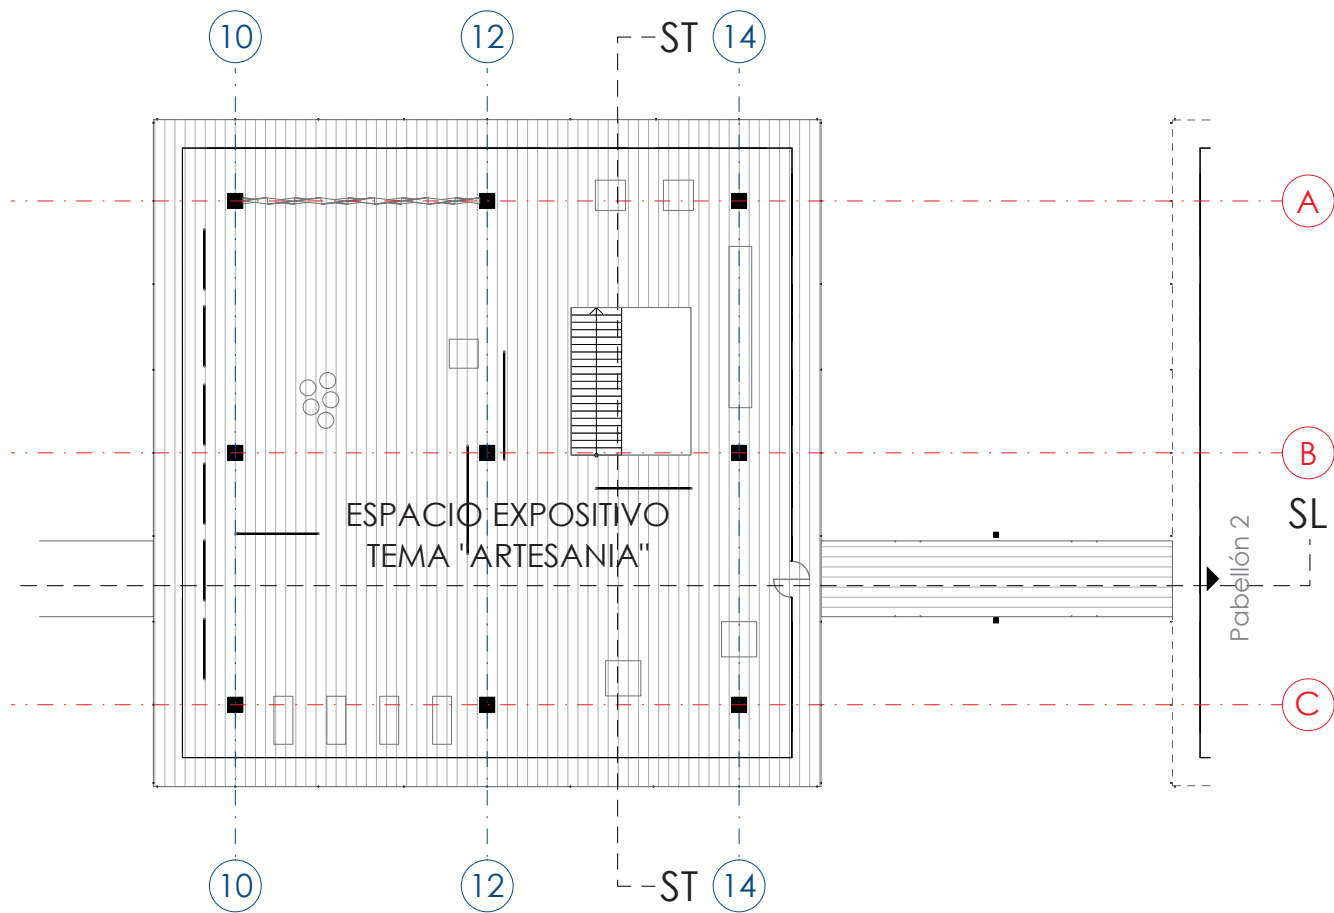 10
12
ST
14
A
B
ESPACIO EXPOSITIVO
TEMA "ARTESANIA"
SL
Pabellón 2
C
10
12
ST
14